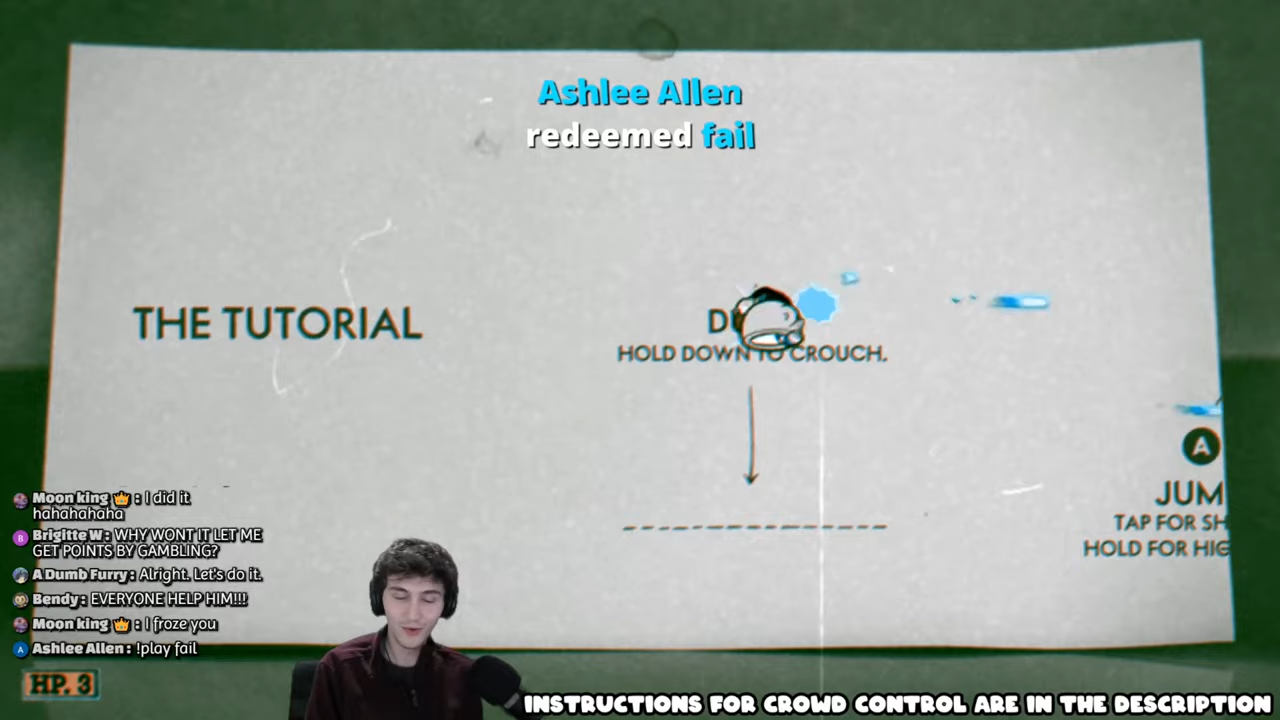 Ashlee Allen
redeemed fail
THE TUTORIAL
HOLD DOWN TO CROUCH.
A
JUM
TAP FOR SH
HOLD FOR HIG
Moon king : I did it
hahahahaha
B Brigitte W : WHY WONT IT LET ME
GET POINTS BY GAMBLING?
A Dumb Furry : Alright. Let's do it.
Bendy : EVERYONE HELP HIM!!!
Moon king : I froze you
A Ashlee Allen : !play fail
HP. 3
INSTRUCTIONS FOR CROWD CONTROL ARE IN THE DESCRIPTION